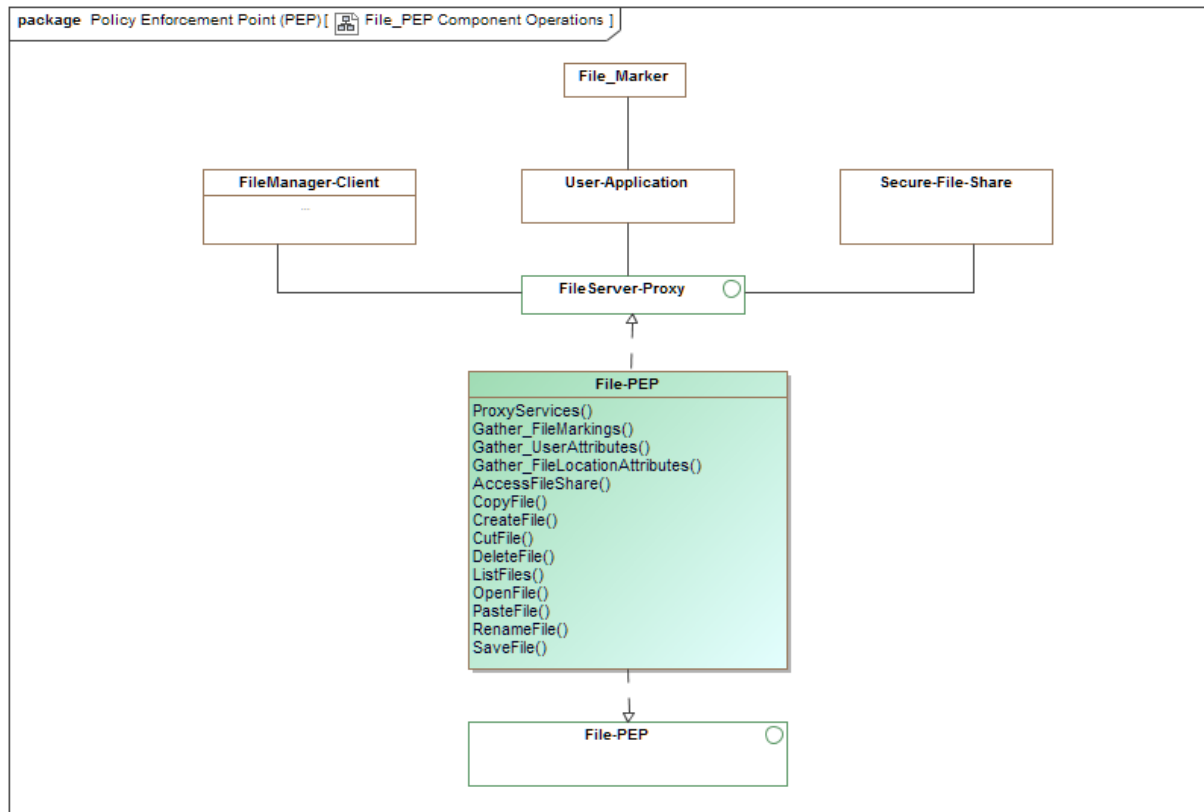 package Policy Enforcement Point (PEP)[ File_PEP Component Operations ]
File_Marker
FileManager-Client
...
User-Application
Secure-File-Share
FileServer-Proxy
File-PEP
ProxyServices()
Gather_FileMarkings()
Gather_UserAttributes()
Gather_FileLocationAttributes()
AccessFileShare()
CopyFile()
CreateFile()
CutFile()
DeleteFile()
ListFiles()
OpenFile()
PasteFile()
RenameFile()
SaveFile()
File-PEP